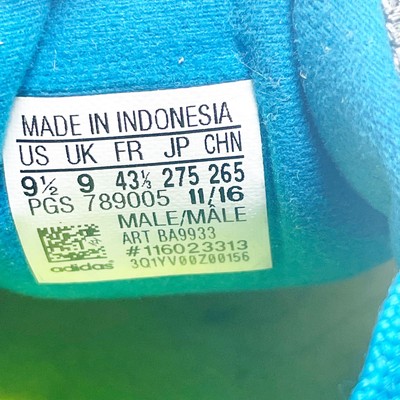 MADE IN INDONESIA
US UK FR JP CHN
9½ 9 43⅓ 275 265
PGS 789005 11/16
MALE/MÂLE
ART BA9933
#116023313
adidas 3Q1YV00Z00156